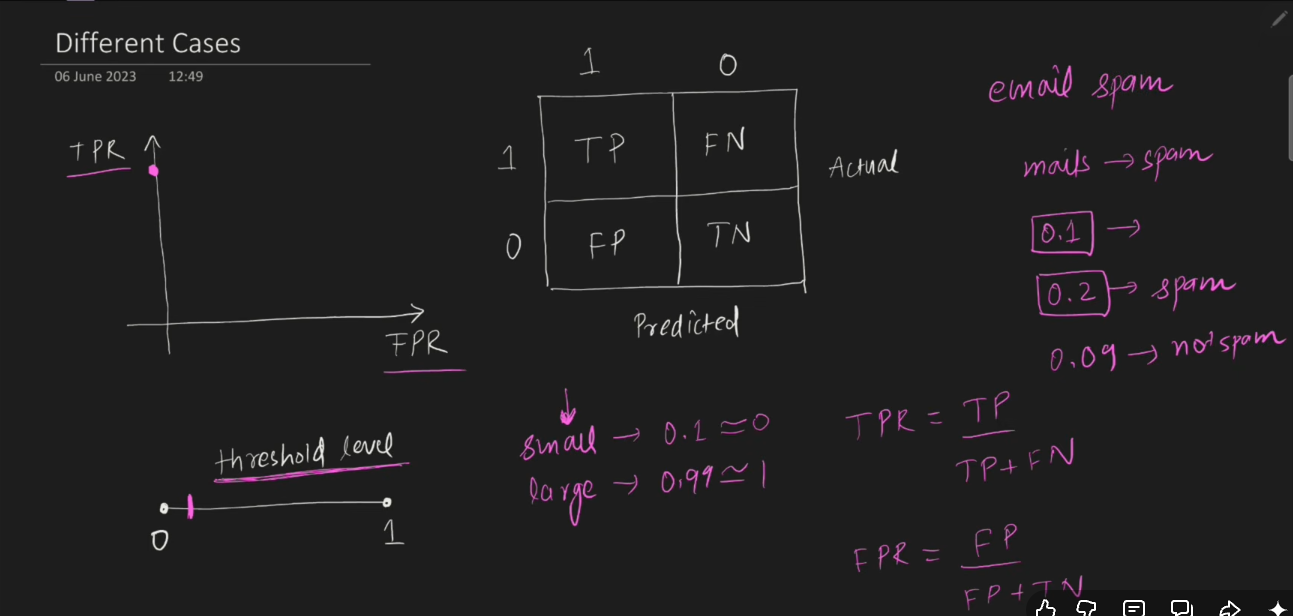 Different Cases
06 June 2023 12:49
TPR
FPR
threshold level
0
1
1 0
1 TP FN
0 FP TN
Actual
Predicted
small → 0.1 ≃ 0
large → 0.99 ≃ 1
email spam
mails → spam
0.1 →
0.2 → spam
0.09 → not spam
TPR = TP
TP + FN
FPR = FP
FP + TN